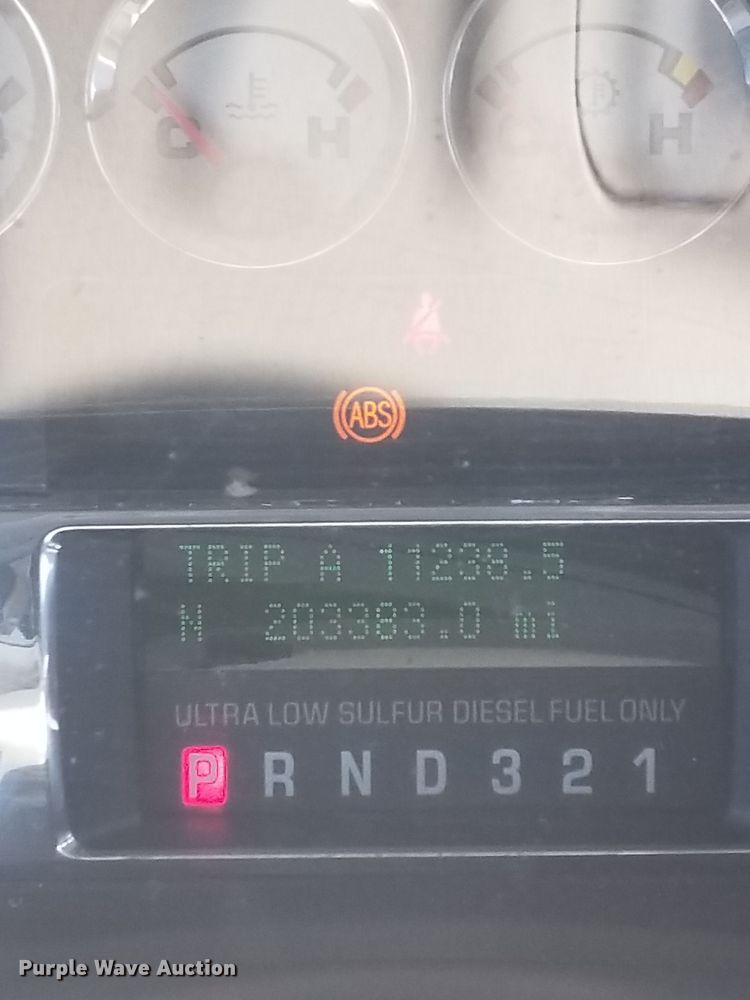 C H H
ABS
TRIP A 11238.5
N 203383.0 mi
ULTRA LOW SULFUR DIESEL FUEL ONLY
P R N D 3 2 1
Purple Wave Auction